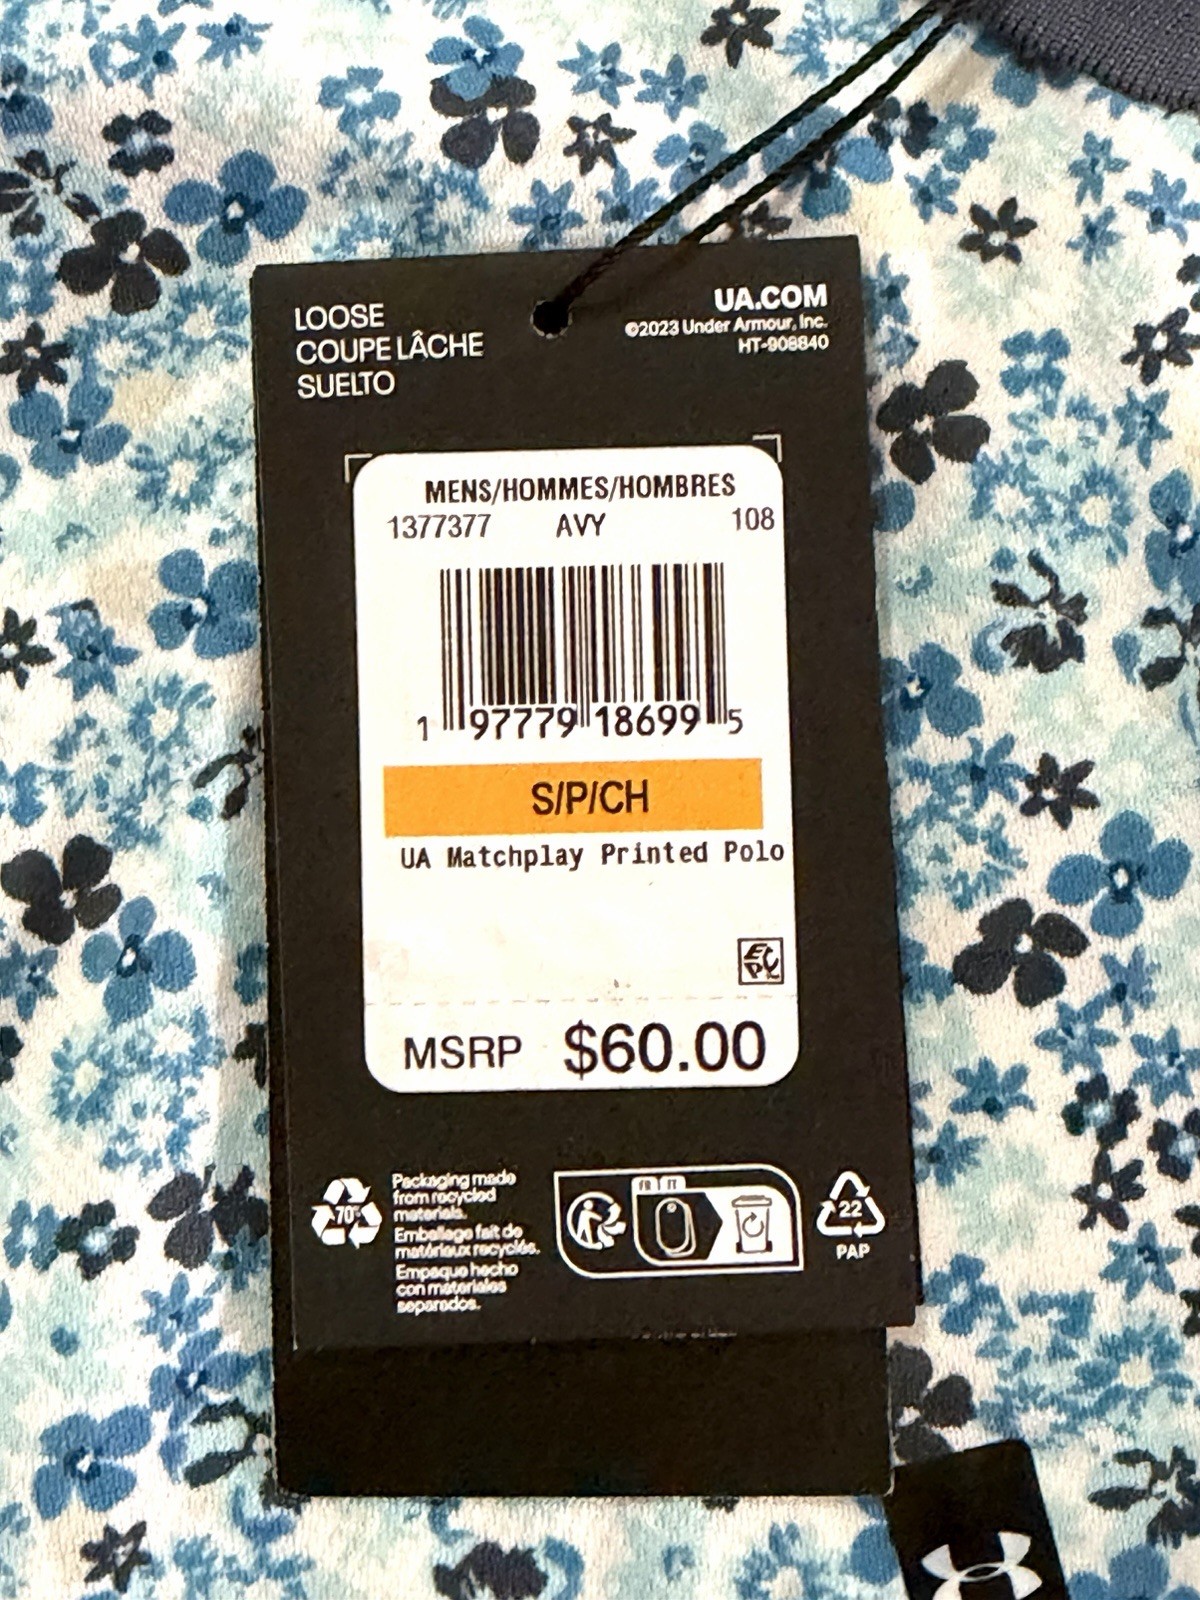 LOOSE
COUPE LÂCHE
SUELTO
UA.COM
©2023 Under Armour, Inc.
HT-908840
MENS/HOMMES/HOMBRES
1377377 AVY 108
1 97779 18699 5
S/P/CH
UA Matchplay Printed Polo
MSRP $60.00
70%
Packaging made
from recycled
materials.
Emballage fait de
matériaux recyclés.
Empaque hecho
con materiales
separados.
FR
22
PAP